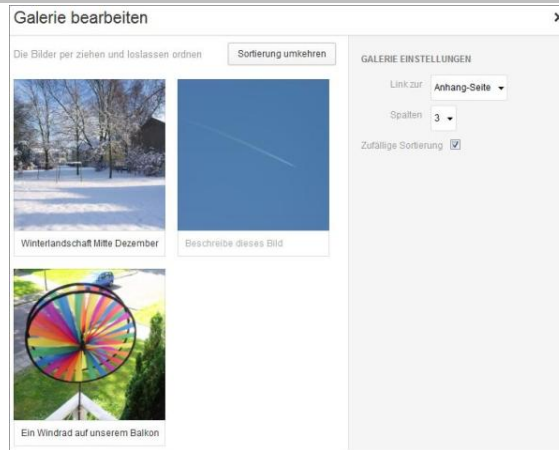 Galerie bearbeiten
Die Bilder per ziehen und loslassen ordnen
Sortierung umkehren
Winterlandschaft Mitte Dezember
Beschreibe dieses Bild
Ein Windrad auf unserem Balkon
GALERIE EINSTELLUNGEN
Link zur Anhang-Seite
Spalten 3
Zufällige Sortierung